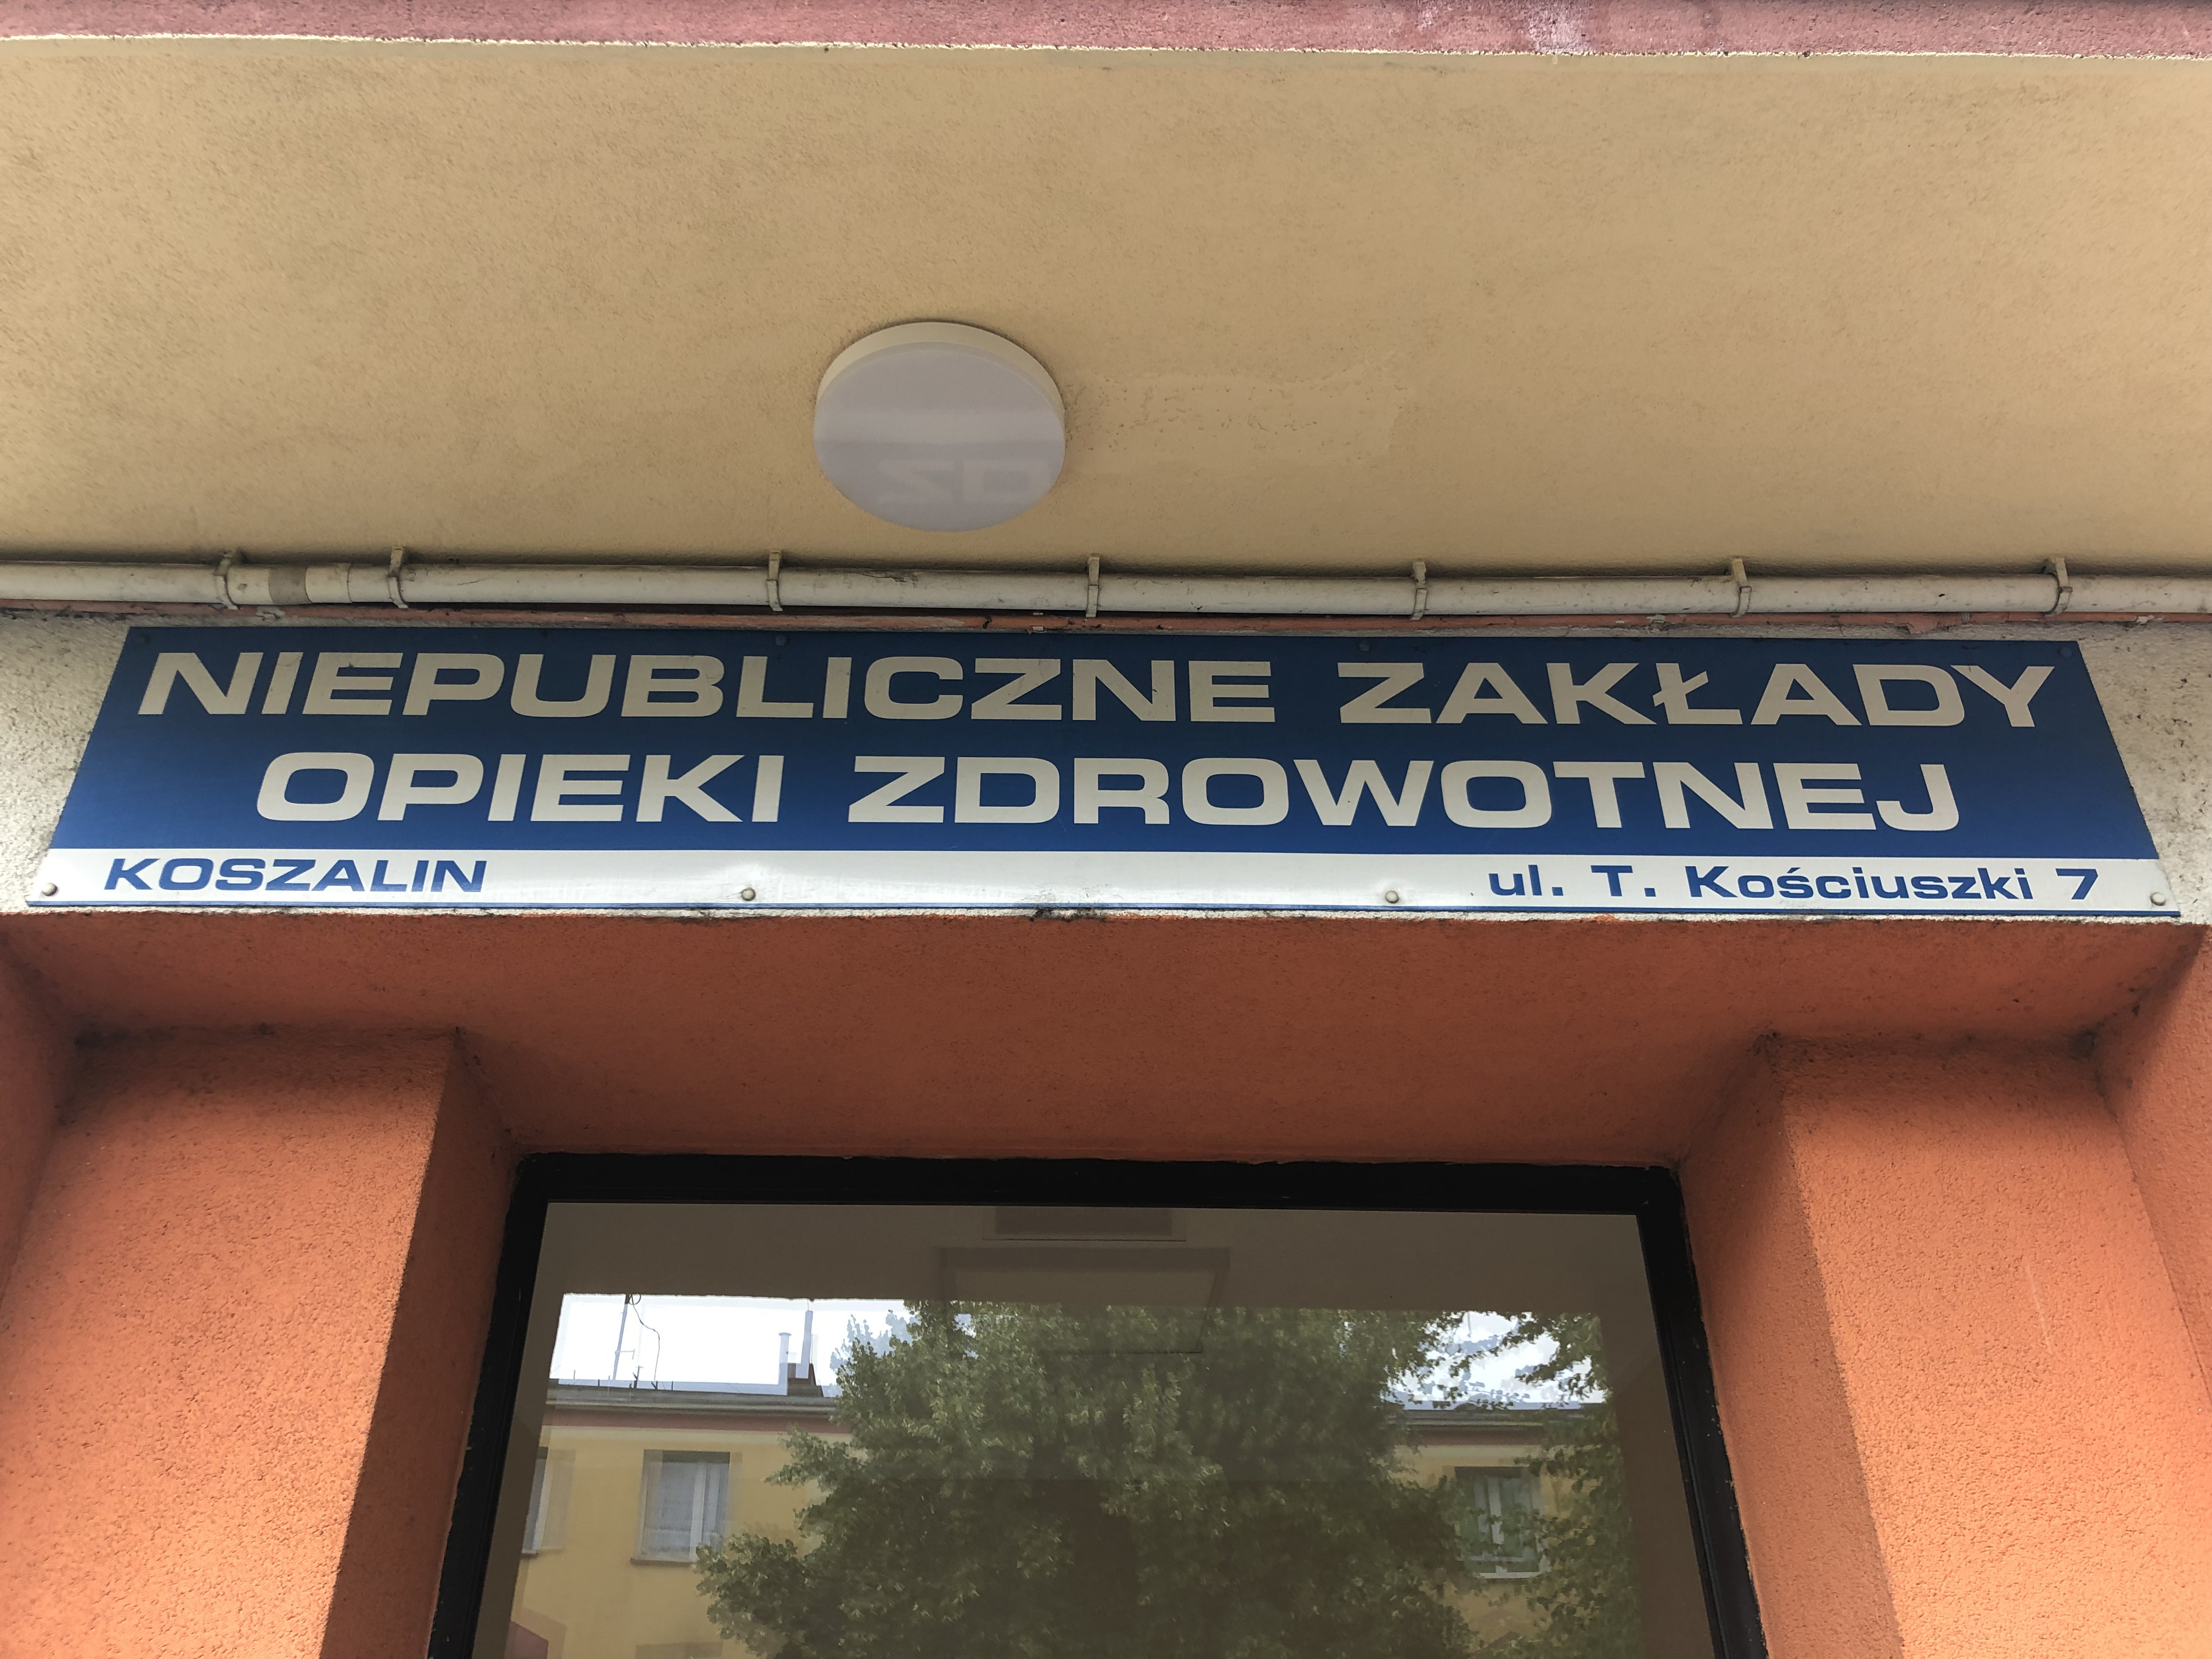 NIEPUBLICZNE ZAKŁADY
OPIEKI ZDROWOTNEJ
KOSZALIN ul. T. Kościuszki 7